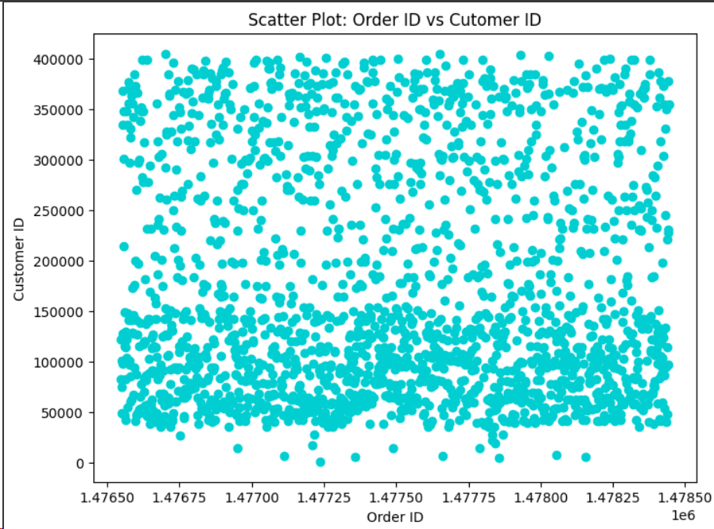 Scatter Plot: Order ID vs Cutomer ID
400000
350000
300000
250000
200000
150000
100000
50000
0
Customer ID
1.47650 1.47675 1.47700 1.47725 1.47750 1.47775 1.47800 1.47825 1.47850
1e6
Order ID